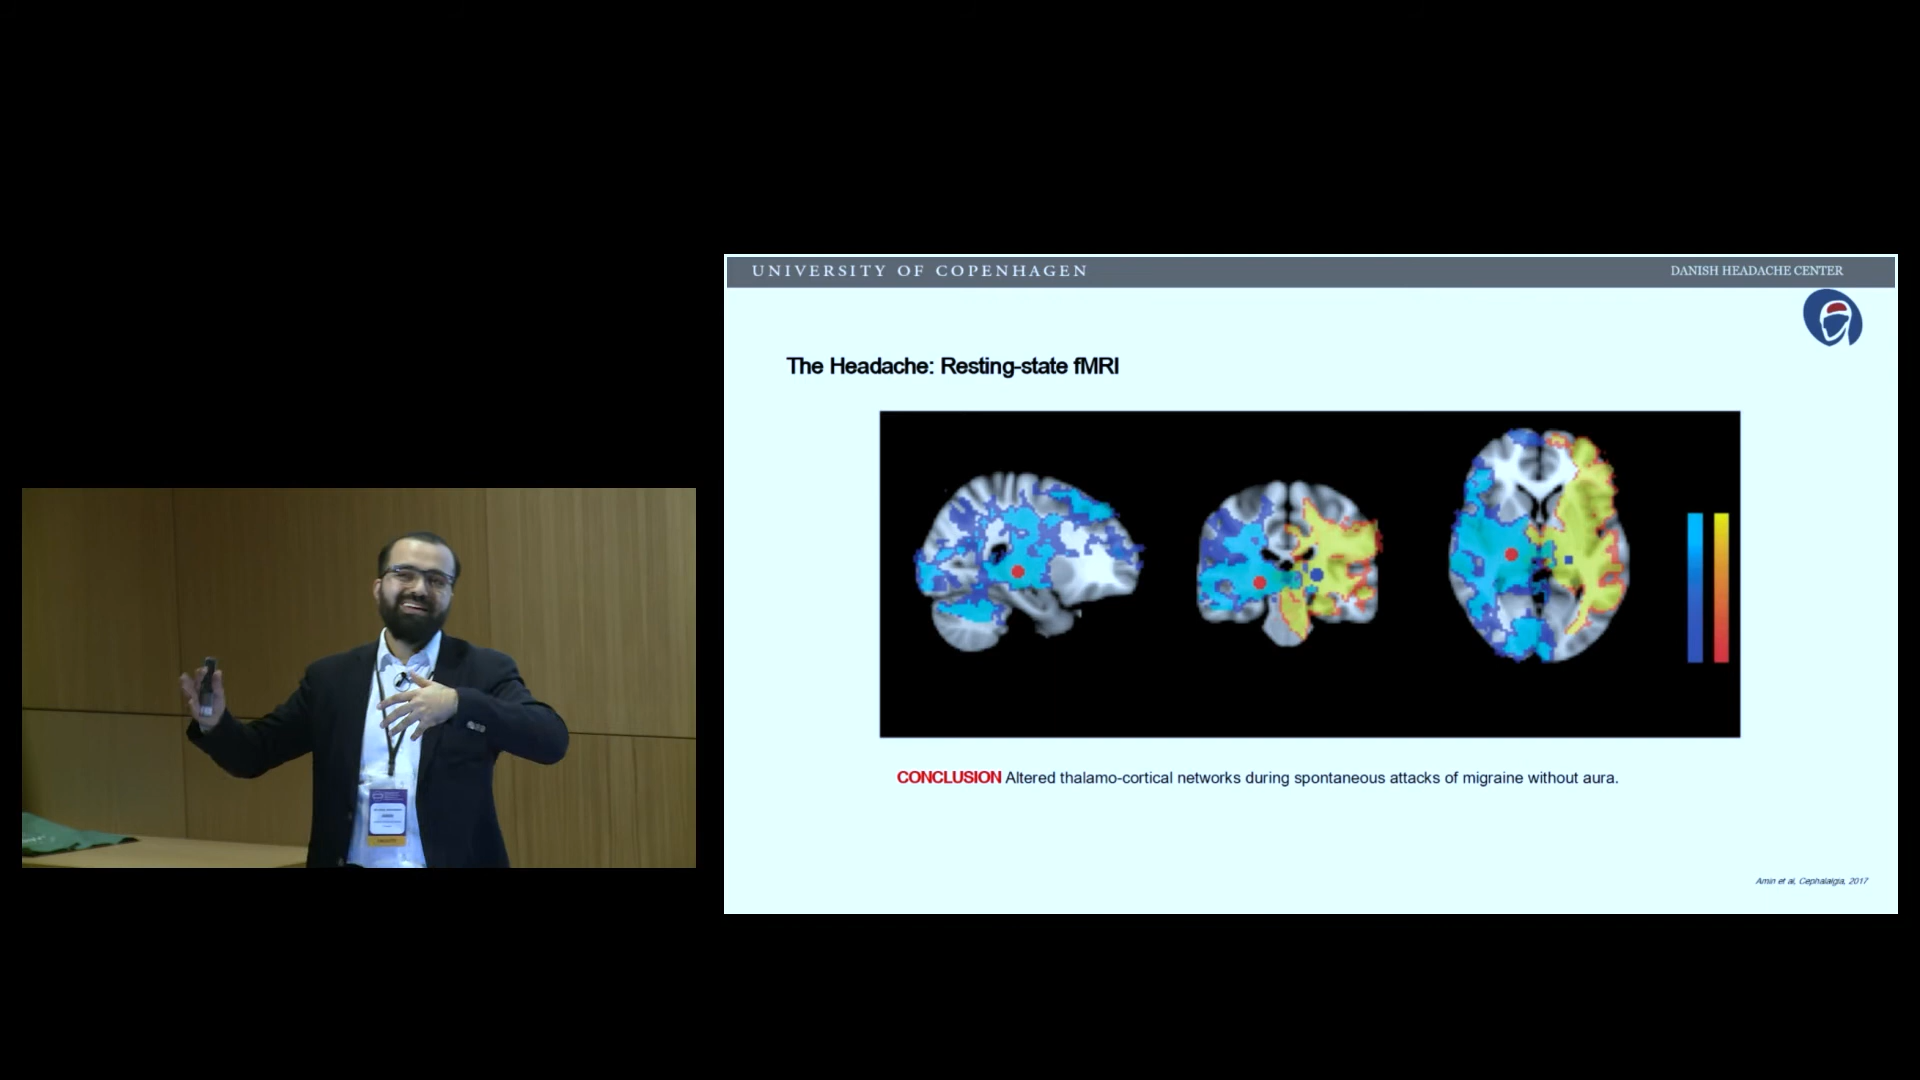 UNIVERSITY OF COPENHAGEN
DANISH HEADACHE CENTER
The Headache: Resting-state fMRI
CONCLUSION Altered thalamo-cortical networks during spontaneous attacks of migraine without aura.
Amin et al, Cephalalgia, 2017